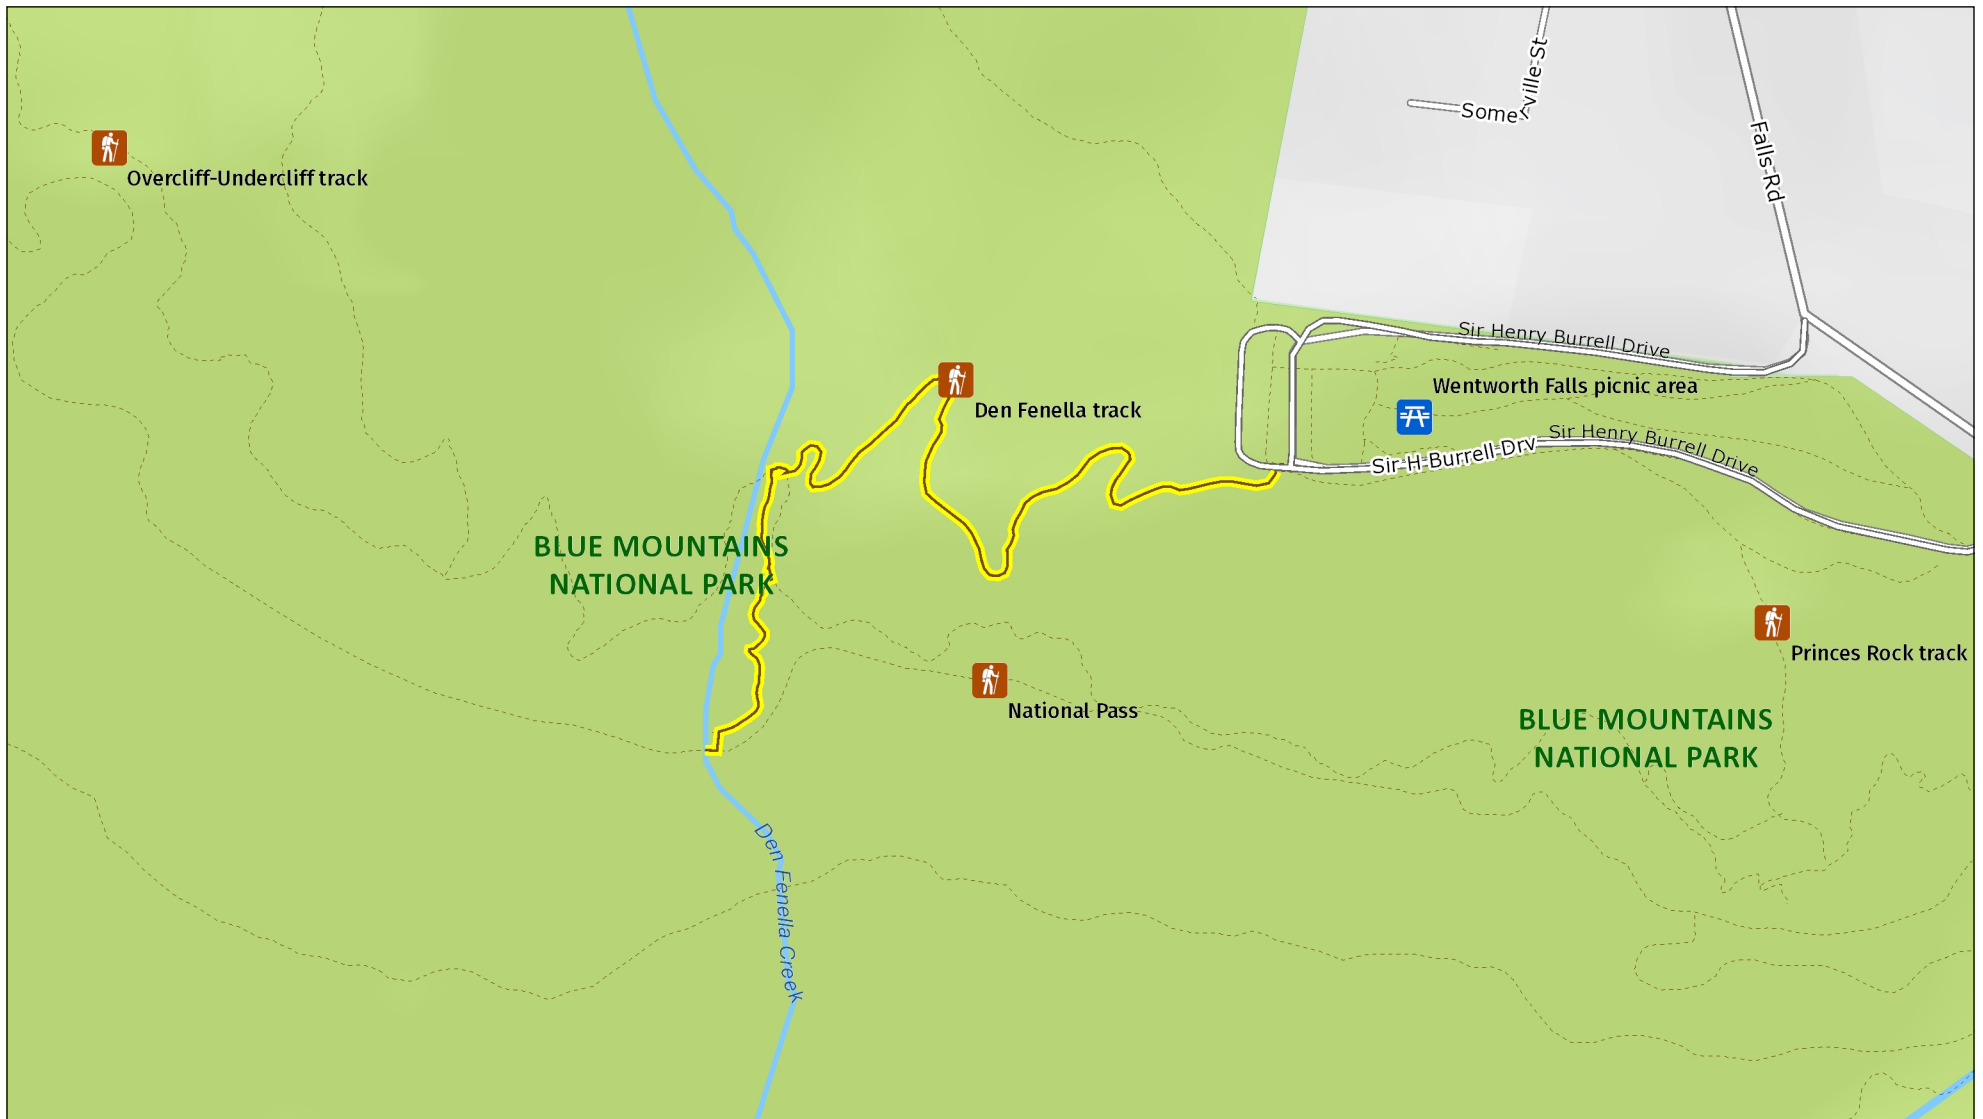 Somerville-St
Falls-Rd
Overcliff-Undercliff track
Sir Henry Burrell Drive
Wentworth Falls picnic area
Den Fenella track
Sir Henry Burrell Drive
Sir-H-Burrell-Drv
BLUE MOUNTAINS
NATIONAL PARK
Princes Rock track
National Pass
BLUE MOUNTAINS
NATIONAL PARK
Den Fenella Creek